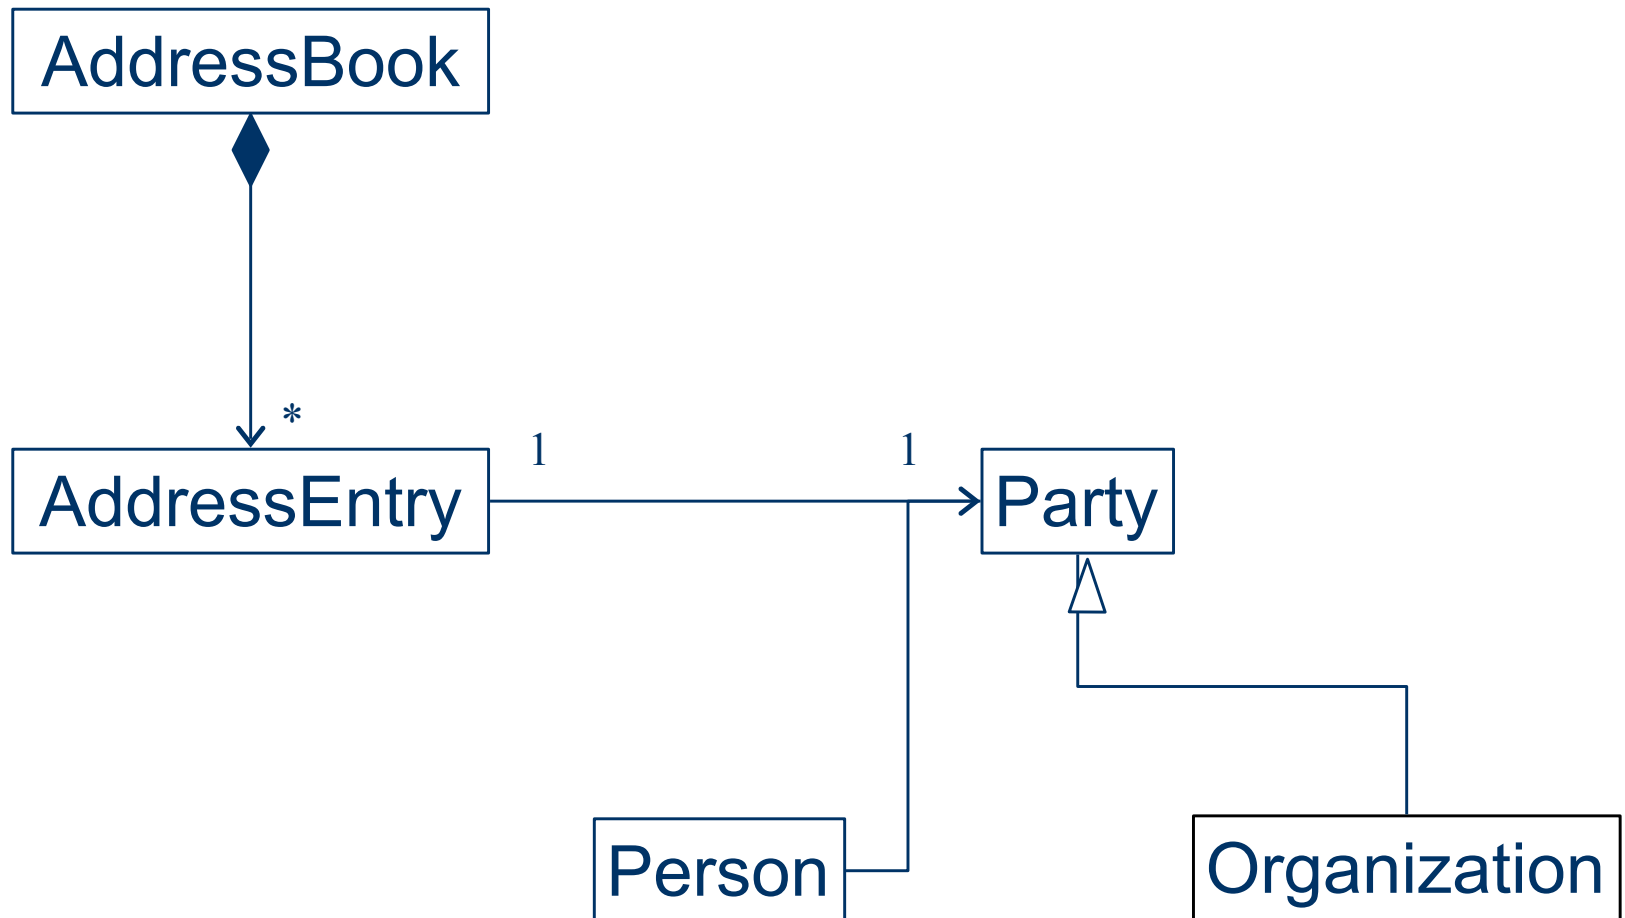 AddressBook
*
1
1
AddressEntry
Party
Person
Organization